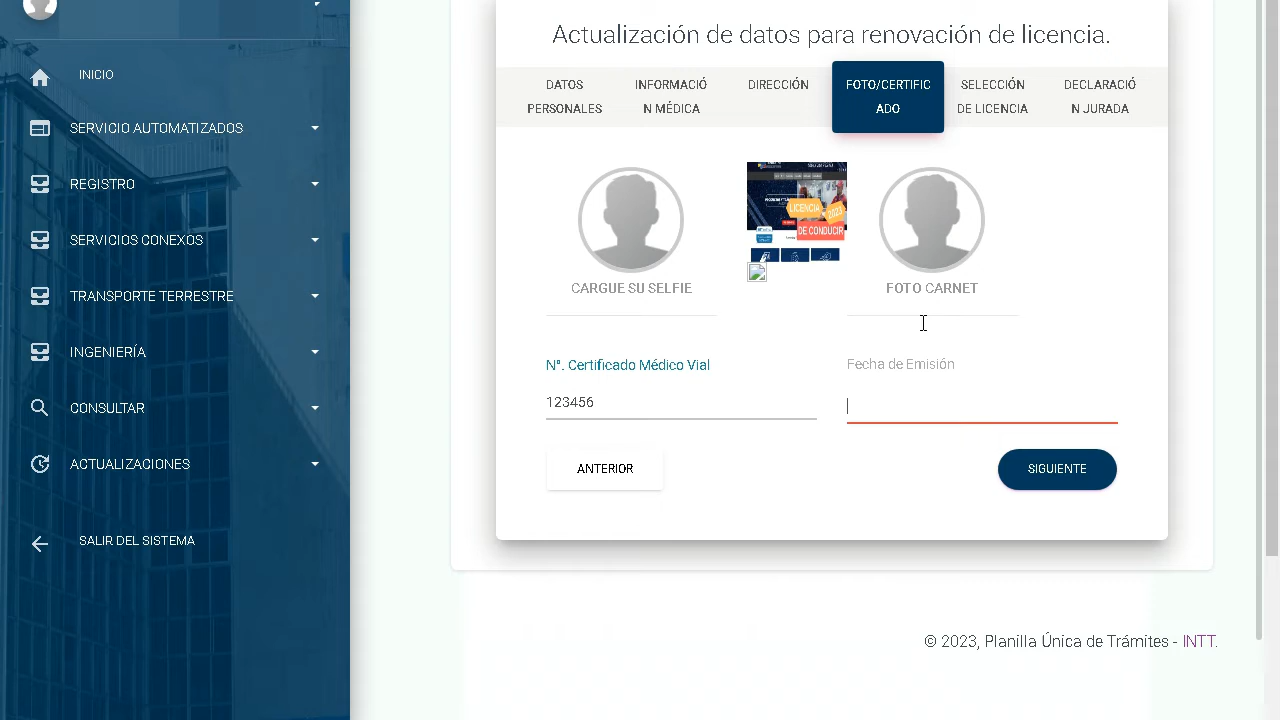 INICIO
SERVICIO AUTOMATIZADOS
REGISTRO
SERVICIOS CONEXOS
TRANSPORTE TERRESTRE
INGENIERÍA
CONSULTAR
ACTUALIZACIONES
SALIR DEL SISTEMA
Actualización de datos para renovación de licencia.
DATOS
PERSONALES
INFORMACIÓ
N MÉDICA
DIRECCIÓN
FOTO/CERTIFIC
ADO
SELECCIÓN
DE LICENCIA
DECLARACIÓ
N JURADA
LICENCIA
2023
DE CONDUCIR
CARGUE SU SELFIE
FOTO CARNET
Nº. Certificado Médico Vial
123456
Fecha de Emisión
ANTERIOR
SIGUIENTE
© 2023, Planilla Única de Trámites - INTT.